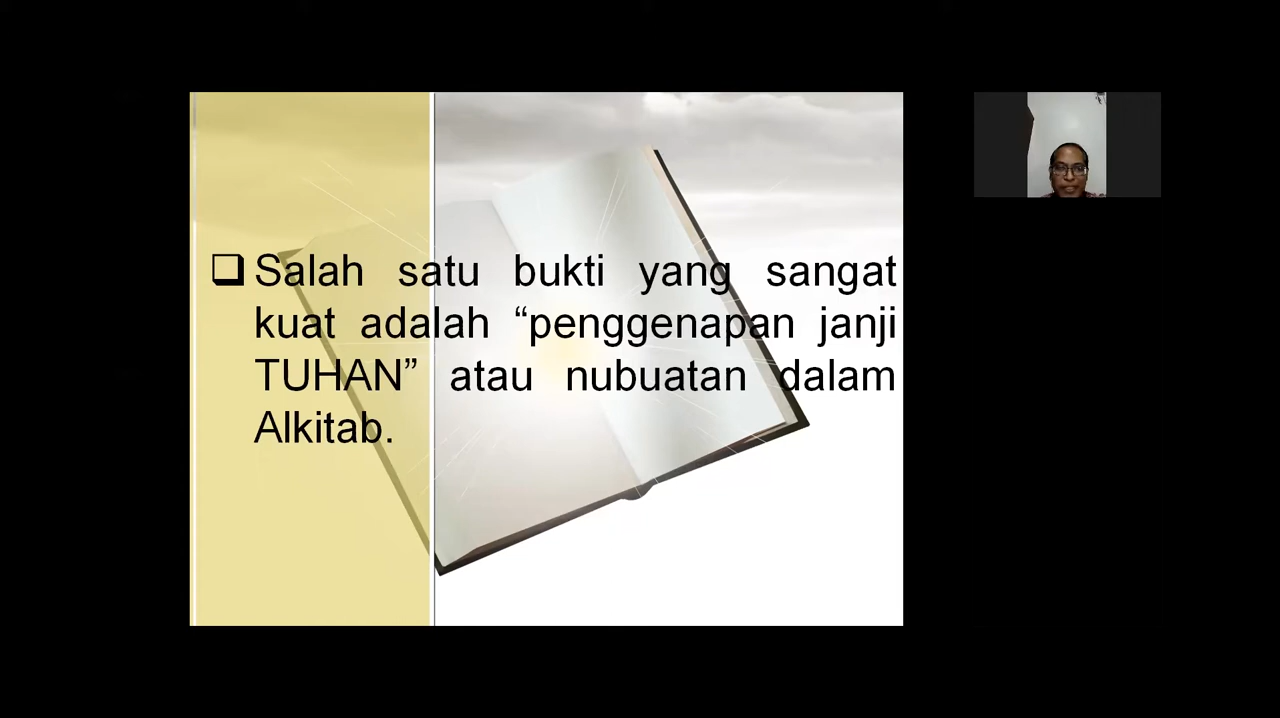 Salah satu bukti yang sangat
kuat adalah “penggenapan janji
TUHAN” atau nubuatan dalam
Alkitab.